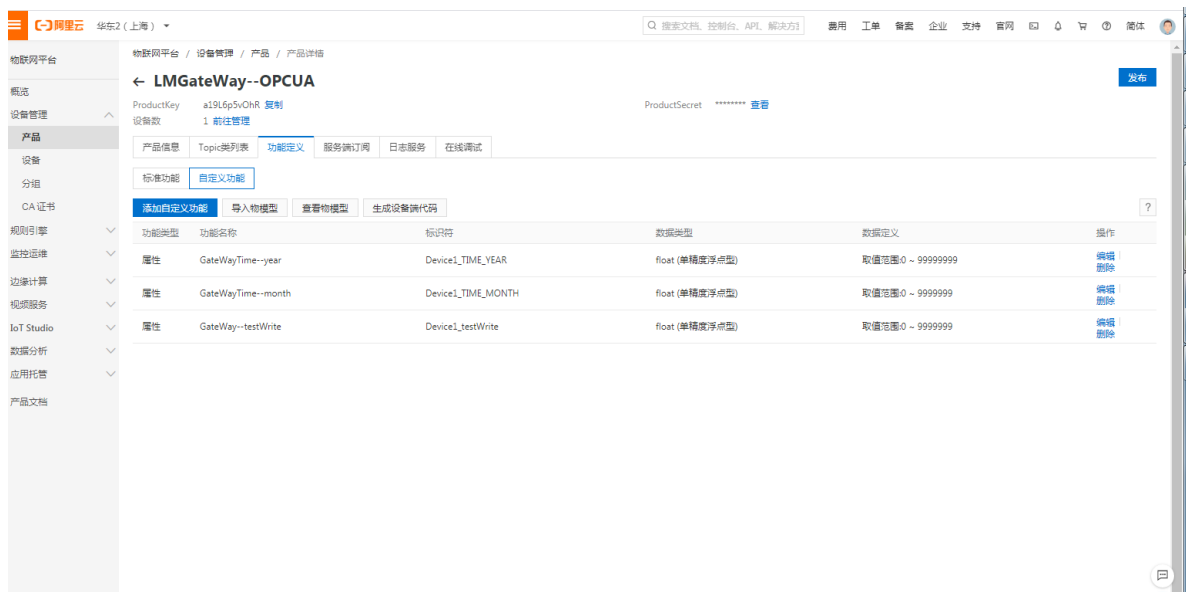 阿里云 华东2（上海） 搜索文档、控制台、API、解决方 费用 工单 备案 企业 支持 官网 简体
物联网平台
概览
设备管理
产品
设备
分组
CA 证书
规则引擎
监控运维
边缘计算
视频服务
IoT Studio
数据分析
应用托管
产品文档
物联网平台 / 设备管理 / 产品 / 产品详情
← LMGateWay--OPCUA 发布
ProductKey a19L6p5vOhR 复制 ProductSecret ******** 查看
设备数 1 前往管理
产品信息 Topic类列表 功能定义 服务端订阅 日志服务 在线调试
标准功能 自定义功能
添加自定义功能 导入物模型 查看物模型 生成设备端代码 ?
功能类型 功能名称 标识符 数据类型 数据定义 操作
属性 GateWayTime--year Device1_TIME_YEAR float (单精度浮点型) 取值范围:0 ~ 99999999 编辑
删除
属性 GateWayTime--month Device1_TIME_MONTH float (单精度浮点型) 取值范围:0 ~ 9999999 编辑
删除
属性 GateWay--testWrite Device1_testWrite float (单精度浮点型) 取值范围:0 ~ 9999999 编辑
删除